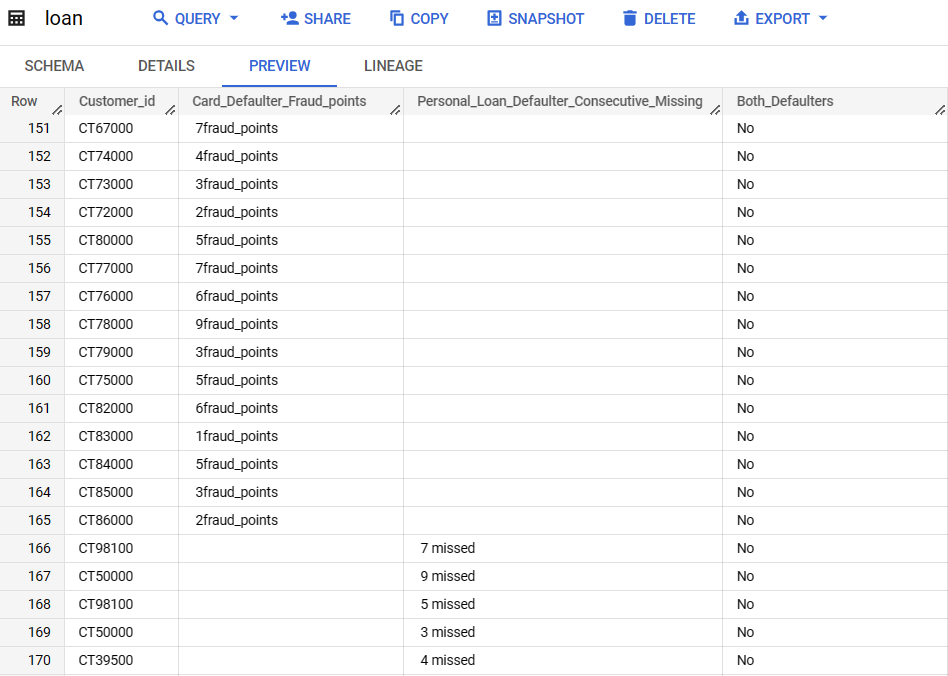 loan QUERY SHARE COPY SNAPSHOT DELETE EXPORT
SCHEMA DETAILS PREVIEW LINEAGE
Row Customer_id Card_Defaulter_Fraud_points Personal_Loan_Defaulter_Consecutive_Missing Both_Defaulters
151 CT67000 7fraud_points No
152 CT74000 4fraud_points No
153 CT73000 3fraud_points No
154 CT72000 2fraud_points No
155 CT80000 5fraud_points No
156 CT77000 7fraud_points No
157 CT76000 6fraud_points No
158 CT78000 9fraud_points No
159 CT79000 3fraud_points No
160 CT75000 5fraud_points No
161 CT82000 6fraud_points No
162 CT83000 1fraud_points No
163 CT84000 5fraud_points No
164 CT85000 3fraud_points No
165 CT86000 2fraud_points No
166 CT98100 7 missed No
167 CT50000 9 missed No
168 CT98100 5 missed No
169 CT50000 3 missed No
170 CT39500 4 missed No